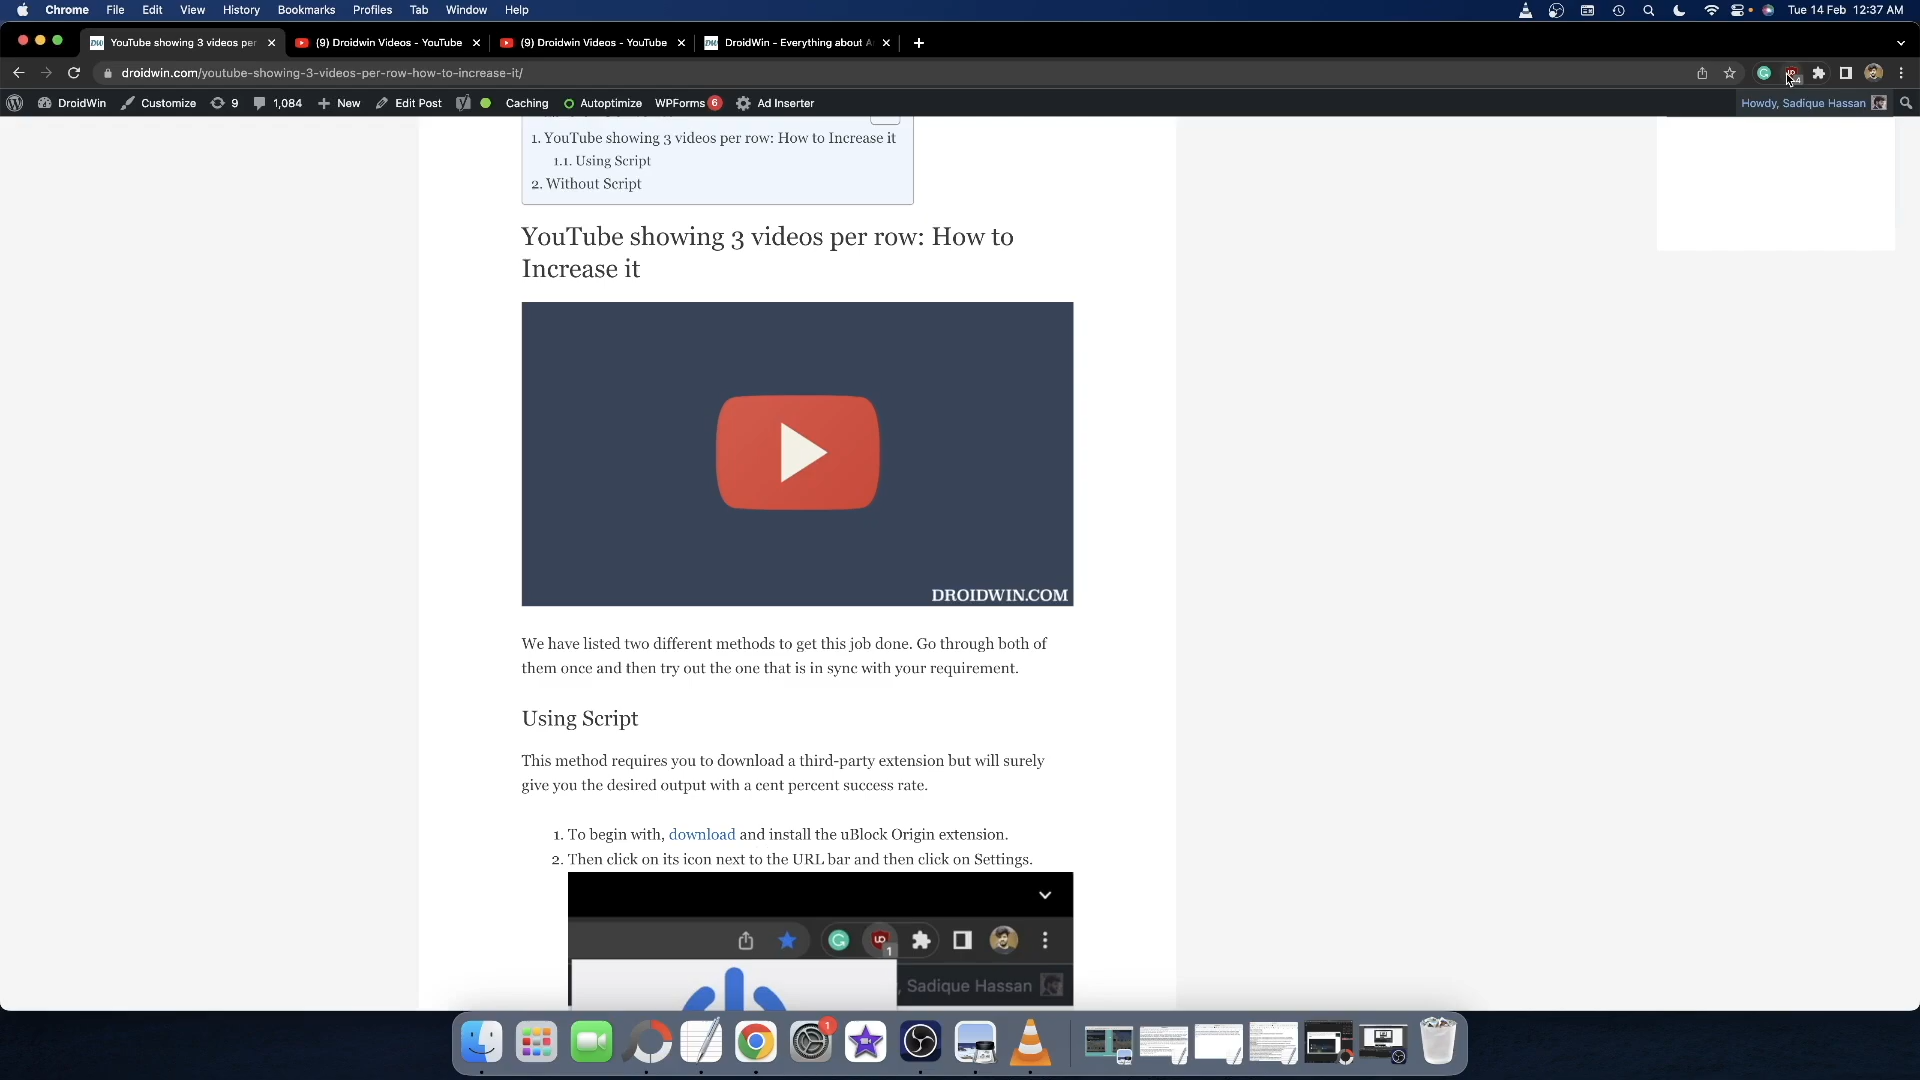 Chrome File Edit View History Bookmarks Profiles Tab Window Help Tue 14 Feb 12:37 AM
YouTube showing 3 videos per (9) Droidwin Videos - YouTube (9) Droidwin Videos - YouTube DroidWin - Everything about A
droidwin.com/youtube-showing-3-videos-per-row-how-to-increase-it/
DroidWin Customize 9 1,084 New Edit Post Caching Autoptimize WPForms 6 Ad Inserter Howdy, Sadique Hassan
1. YouTube showing 3 videos per row: How to Increase it
1.1. Using Script
2. Without Script
YouTube showing 3 videos per row: How to
Increase it
DROIDWIN.COM
We have listed two different methods to get this job done. Go through both of
them once and then try out the one that is in sync with your requirement.
Using Script
This method requires you to download a third-party extension but will surely
give you the desired output with a cent percent success rate.
1. To begin with, download and install the uBlock Origin extension.
2. Then click on its icon next to the URL bar and then click on Settings.
1
, Sadique Hassan
1